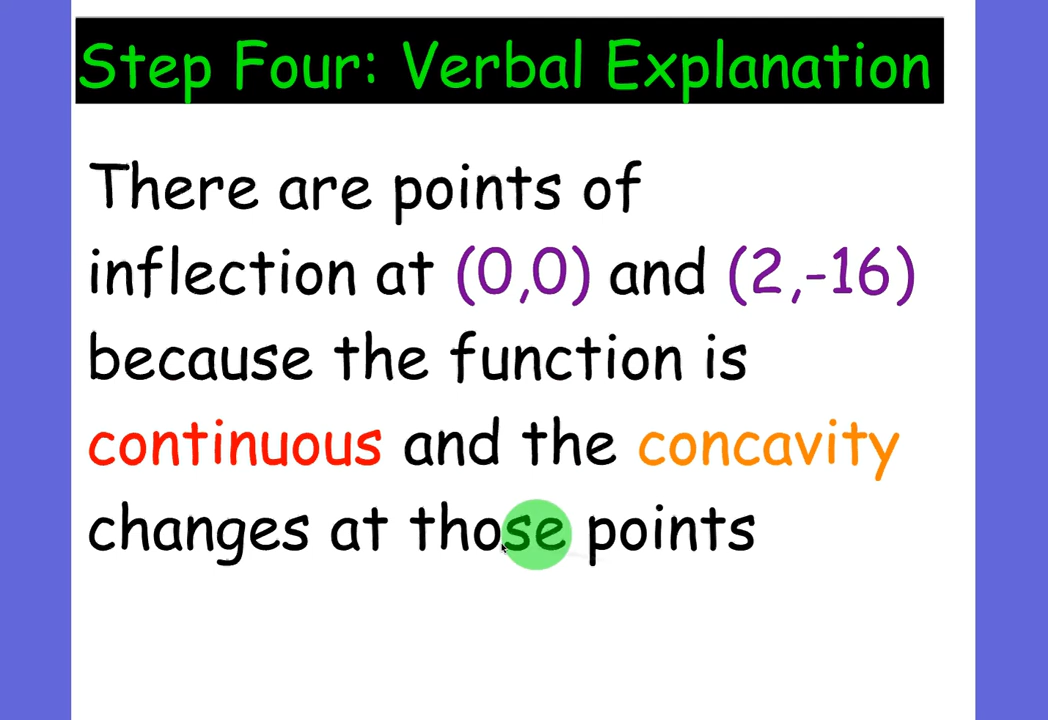 Step Four: Verbal Explanation
There are points of
inflection at (0,0) and (2,-16)
because the function is
continuous and the concavity
changes at those points